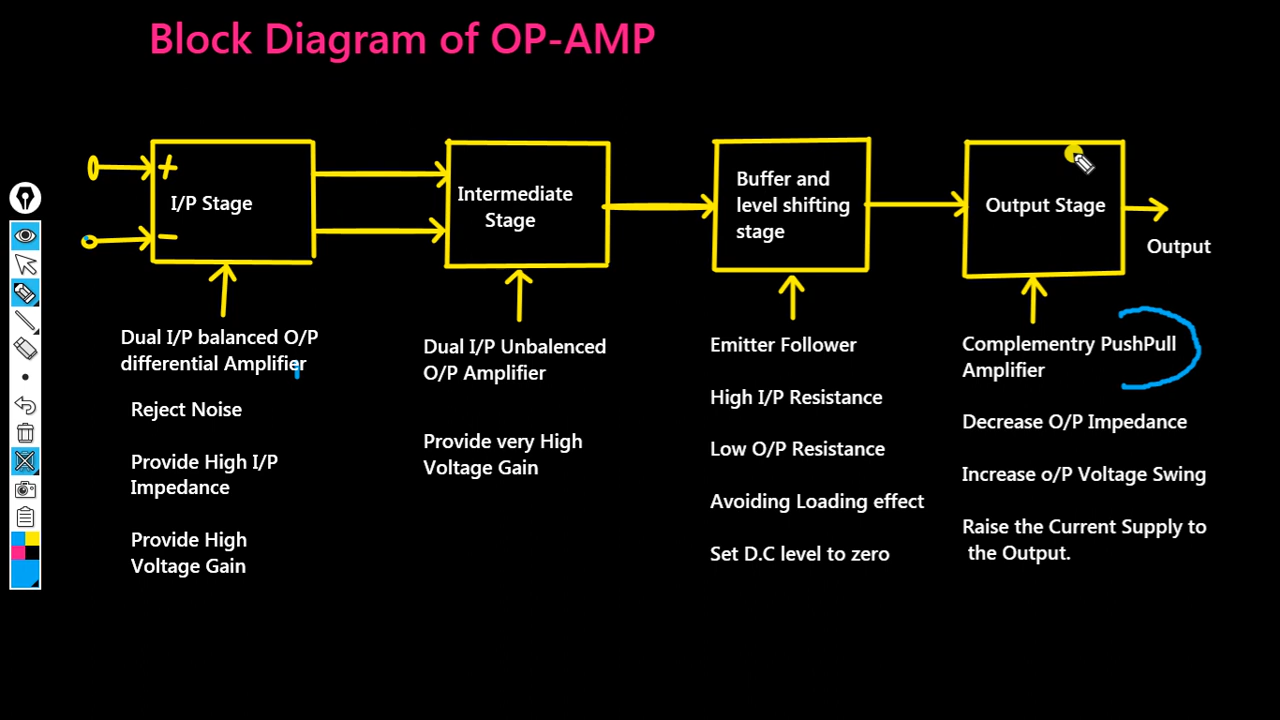 Block Diagram of OP-AMP
+
I/P Stage
-
Intermediate
Stage
Buffer and
level shifting
stage
Output Stage
Output
Dual I/P balanced O/P
differential Amplifier
Reject Noise
Provide High I/P
Impedance
Provide High
Voltage Gain
Dual I/P Unbalenced
O/P Amplifier
Provide very High
Voltage Gain
Emitter Follower
High I/P Resistance
Low O/P Resistance
Avoiding Loading effect
Set D.C level to zero
Complementry PushPull
Amplifier
Decrease O/P Impedance
Increase o/P Voltage Swing
Raise the Current Supply to
the Output.